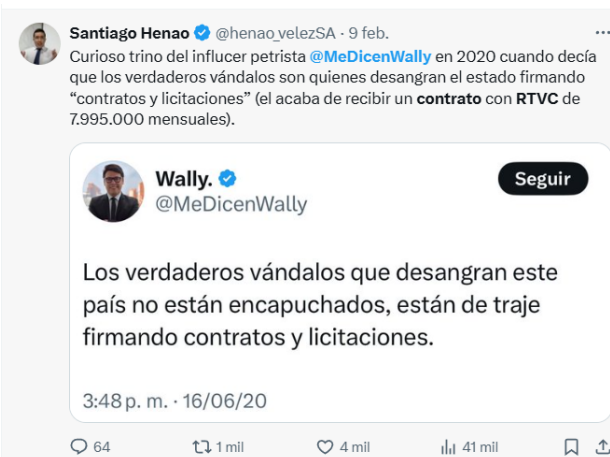 Santiago Henao @henao_velezSA · 9 feb.
Curioso trino del influcer petrista @MeDicenWally en 2020 cuando decía
que los verdaderos vándalos son quienes desangran el estado firmando
“contratos y licitaciones” (el acaba de recibir un contrato con RTVC de
7.995.000 mensuales).
Wally.
Seguir
@MeDicenWally
Los verdaderos vándalos que desangran este
país no están encapuchados, están de traje
firmando contratos y licitaciones.
3:48 p. m. · 16/06/20
64 1 mil 4 mil 41 mil